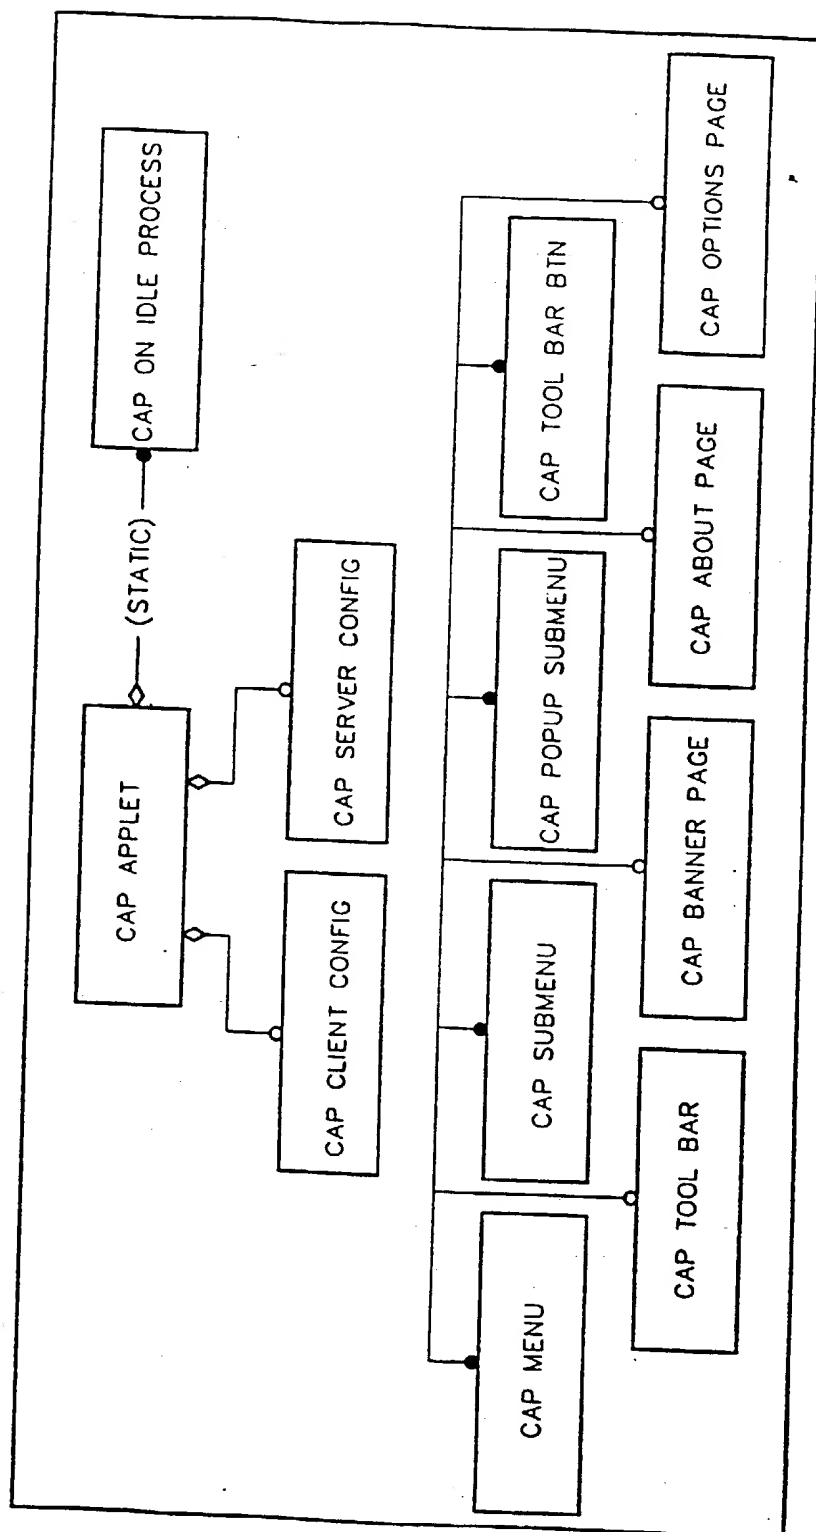 CAP APPLET
(STATIC)
CAP ON IDLE PROCESS
CAP CLIENT CONFIG
CAP SERVER CONFIG
CAP MENU
CAP SUBMENU
CAP POPUP SUBMENU
CAP TOOL BAR BTN
CAP TOOL BAR
CAP BANNER PAGE
CAP ABOUT PAGE
CAP OPTIONS PAGE